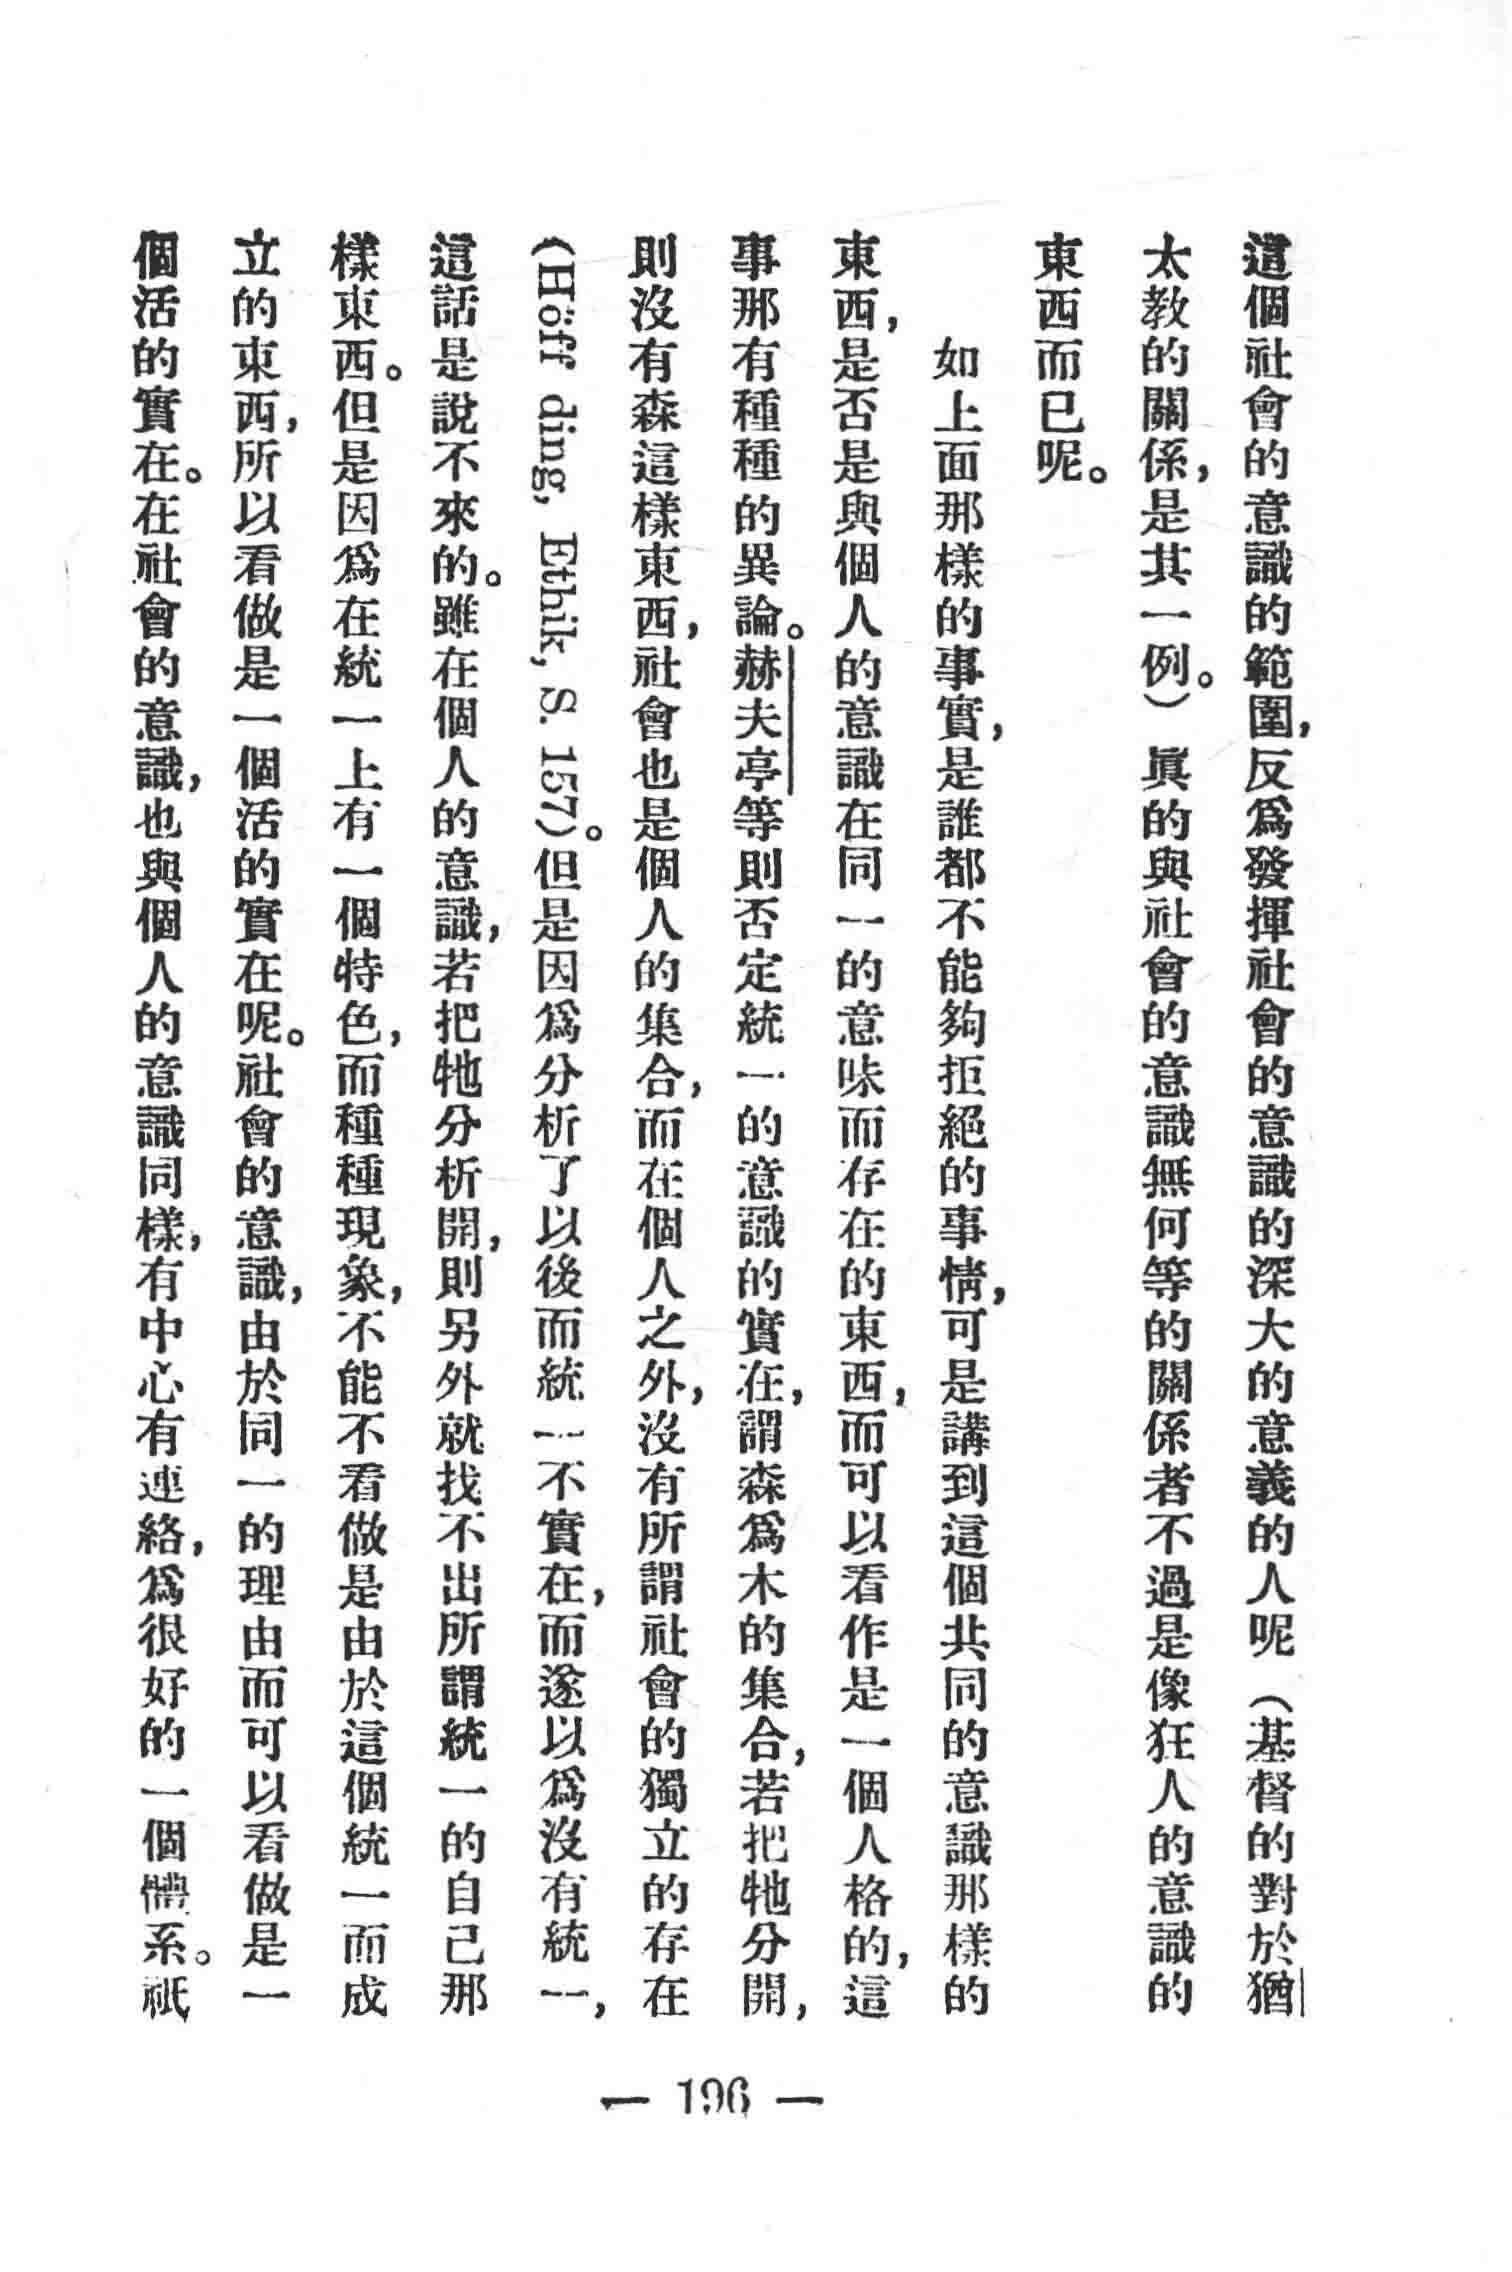 這個社會的意識的範圍，反爲發揮社會的意識的深大的意義的人呢（基督的對於猶
太教的關係，是其一例。）眞的與社會的意識無何等的關係者不過是像狂人的意識的
東西而已呢。
如上面那樣的事實，是誰都不能夠拒絕的事情，可是講到這個共同的意識那樣的
東西，是否是與個人的意識在同一的意味而存在的東西，而可以看作是一個人格的，這
事那有種種的異論。赫夫亭等則否定統一的意識的實在，謂森爲木的集合，若把牠分開，
則沒有森這樣東西，社會也是個人的集合，而在個人之外，沒有所謂社會的獨立的存在
(Höff ding, Ethik, S. 157)。但是因爲分析了以後而統一不實在，而遂以爲沒有統一，
這話是說不來的。雖在個人的意識，若把牠分析開，則另外就找不出所謂統一的自己那
樣東西。但是因爲在統一上有一個特色，而種種現象，不能不看做是由於這個統一而成
立的東西，所以看做是一個活的實在呢。社會的意識，由於同一的理由而可以看做是一
個活的實在。在社會的意識，也與個人的意識同樣，有中心有連絡，爲很好的一個體系。祇
— 196 —